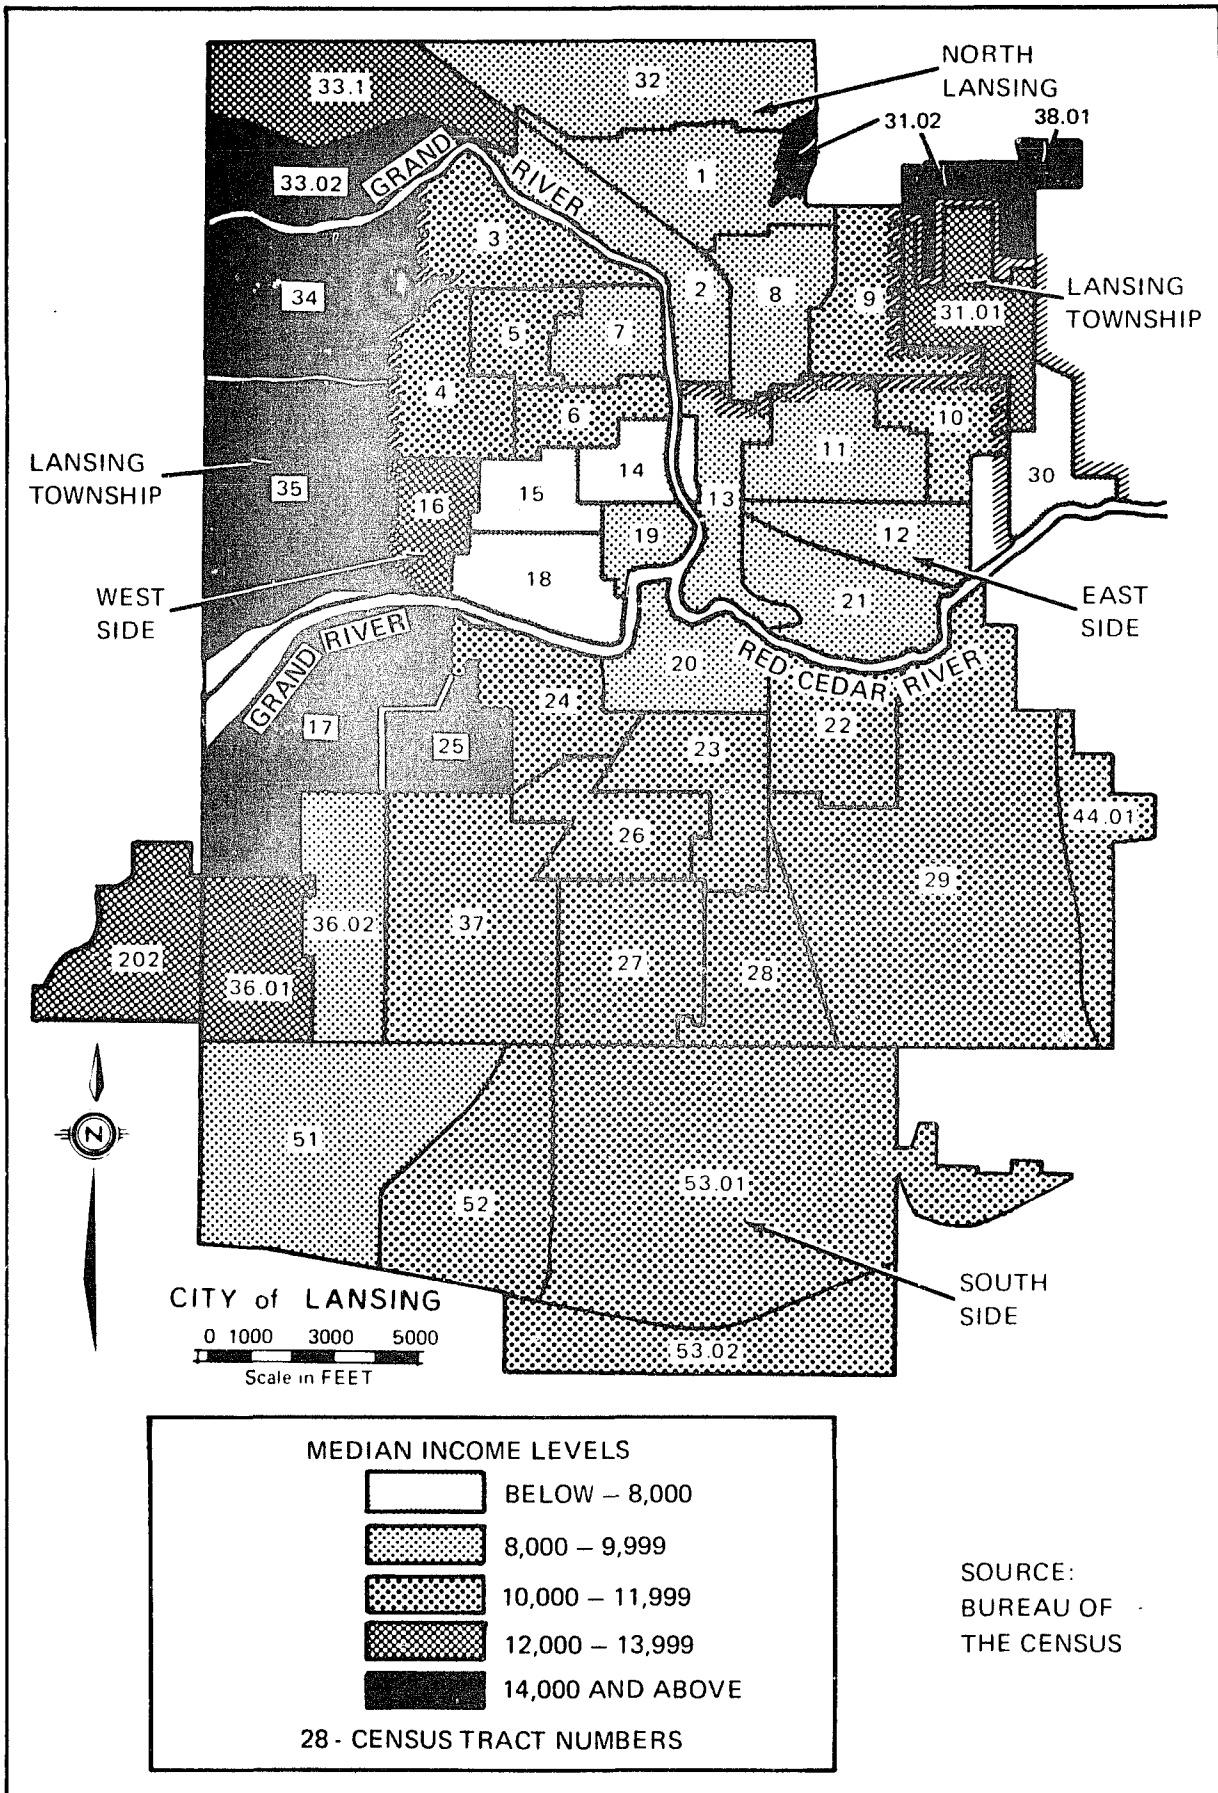 NORTH
LANSING
33.1
32
31.02
38.01
33.02
GRAND
RIVER
1
3
2
8
9
LANSING
TOWNSHIP
34
31.01
5
7
4
6
10
11
LANSING
TOWNSHIP
35
16
15
14
13
30
19
12
18
WEST
SIDE
21
EAST
SIDE
GRAND
RIVER
20
RED CEDAR RIVER
17
25
24
23
22
44.01
26
29
202
36.01
36.02
37
27
28
N
51
52
53.01
SOUTH
SIDE
CITY of LANSING
0 1000 3000 5000
Scale in FEET
53.02
MEDIAN INCOME LEVELS
BELOW – 8,000
8,000 – 9,999
10,000 – 11,999
12,000 – 13,999
14,000 AND ABOVE
28 - CENSUS TRACT NUMBERS
SOURCE:
BUREAU OF
THE CENSUS